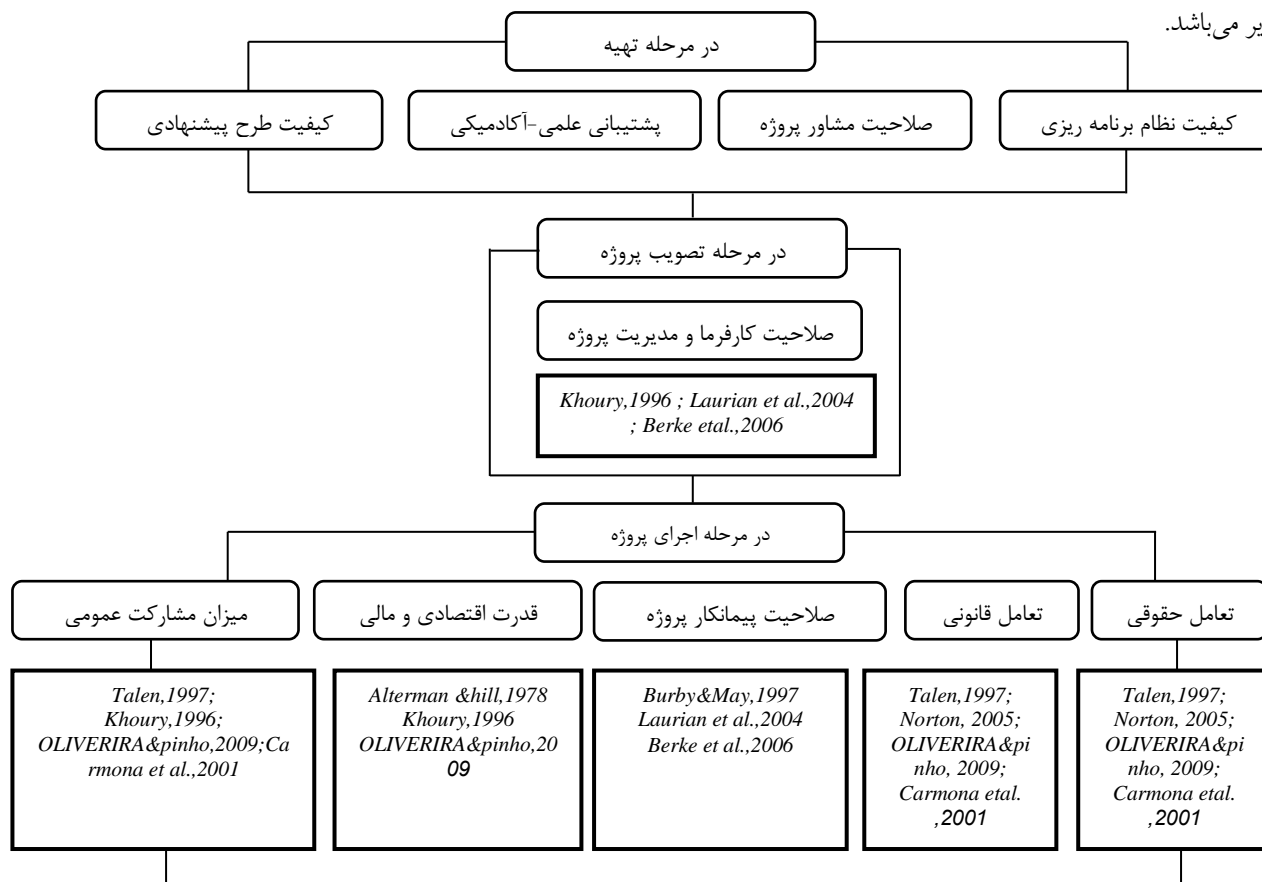 یر می‌باشد.
در مرحله تهیه
کیفیت نظام برنامه ریزی
صلاحیت مشاور پروژه
پشتیبانی علمی-آکادمیکی
کیفیت طرح پیشنهادی
در مرحله تصویب پروژه
صلاحیت کارفرما و مدیریت پروژه
Khoury,1996 ; Laurian et al.,2004
; Berke etal.,2006
در مرحله اجرای پروژه
تعامل حقوقی
تعامل قانونی
صلاحیت پیمانکار پروژه
قدرت اقتصادی و مالی
میزان مشارکت عمومی
Talen,1997;
Norton, 2005;
OLIVERIRA&pi
nho, 2009;
Carmona etal.
,2001
Talen,1997;
Norton, 2005;
OLIVERIRA&pi
nho, 2009;
Carmona etal.
,2001
Burby&May,1997
Laurian et al.,2004
Berke et al.,2006
Alterman &hill,1978
Khoury,1996
OLIVERIRA&pinho,20
09
Talen,1997;
Khoury,1996;
OLIVERIRA&pinho,2009;Ca
rmona et al.,2001